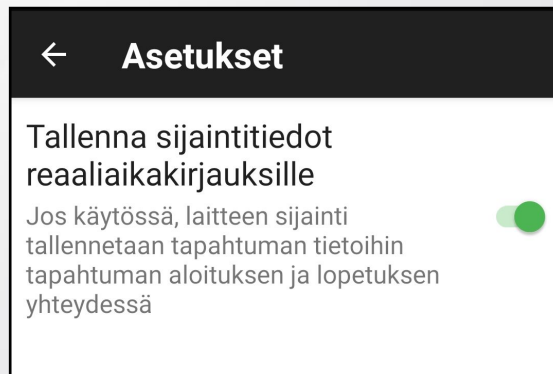 Asetukset
Tallenna sijaintitiedot
reaaliaikakirjauksille
Jos käytössä, laitteen sijainti
tallennetaan tapahtuman tietoihin
tapahtuman aloituksen ja lopetuksen
yhteydessä